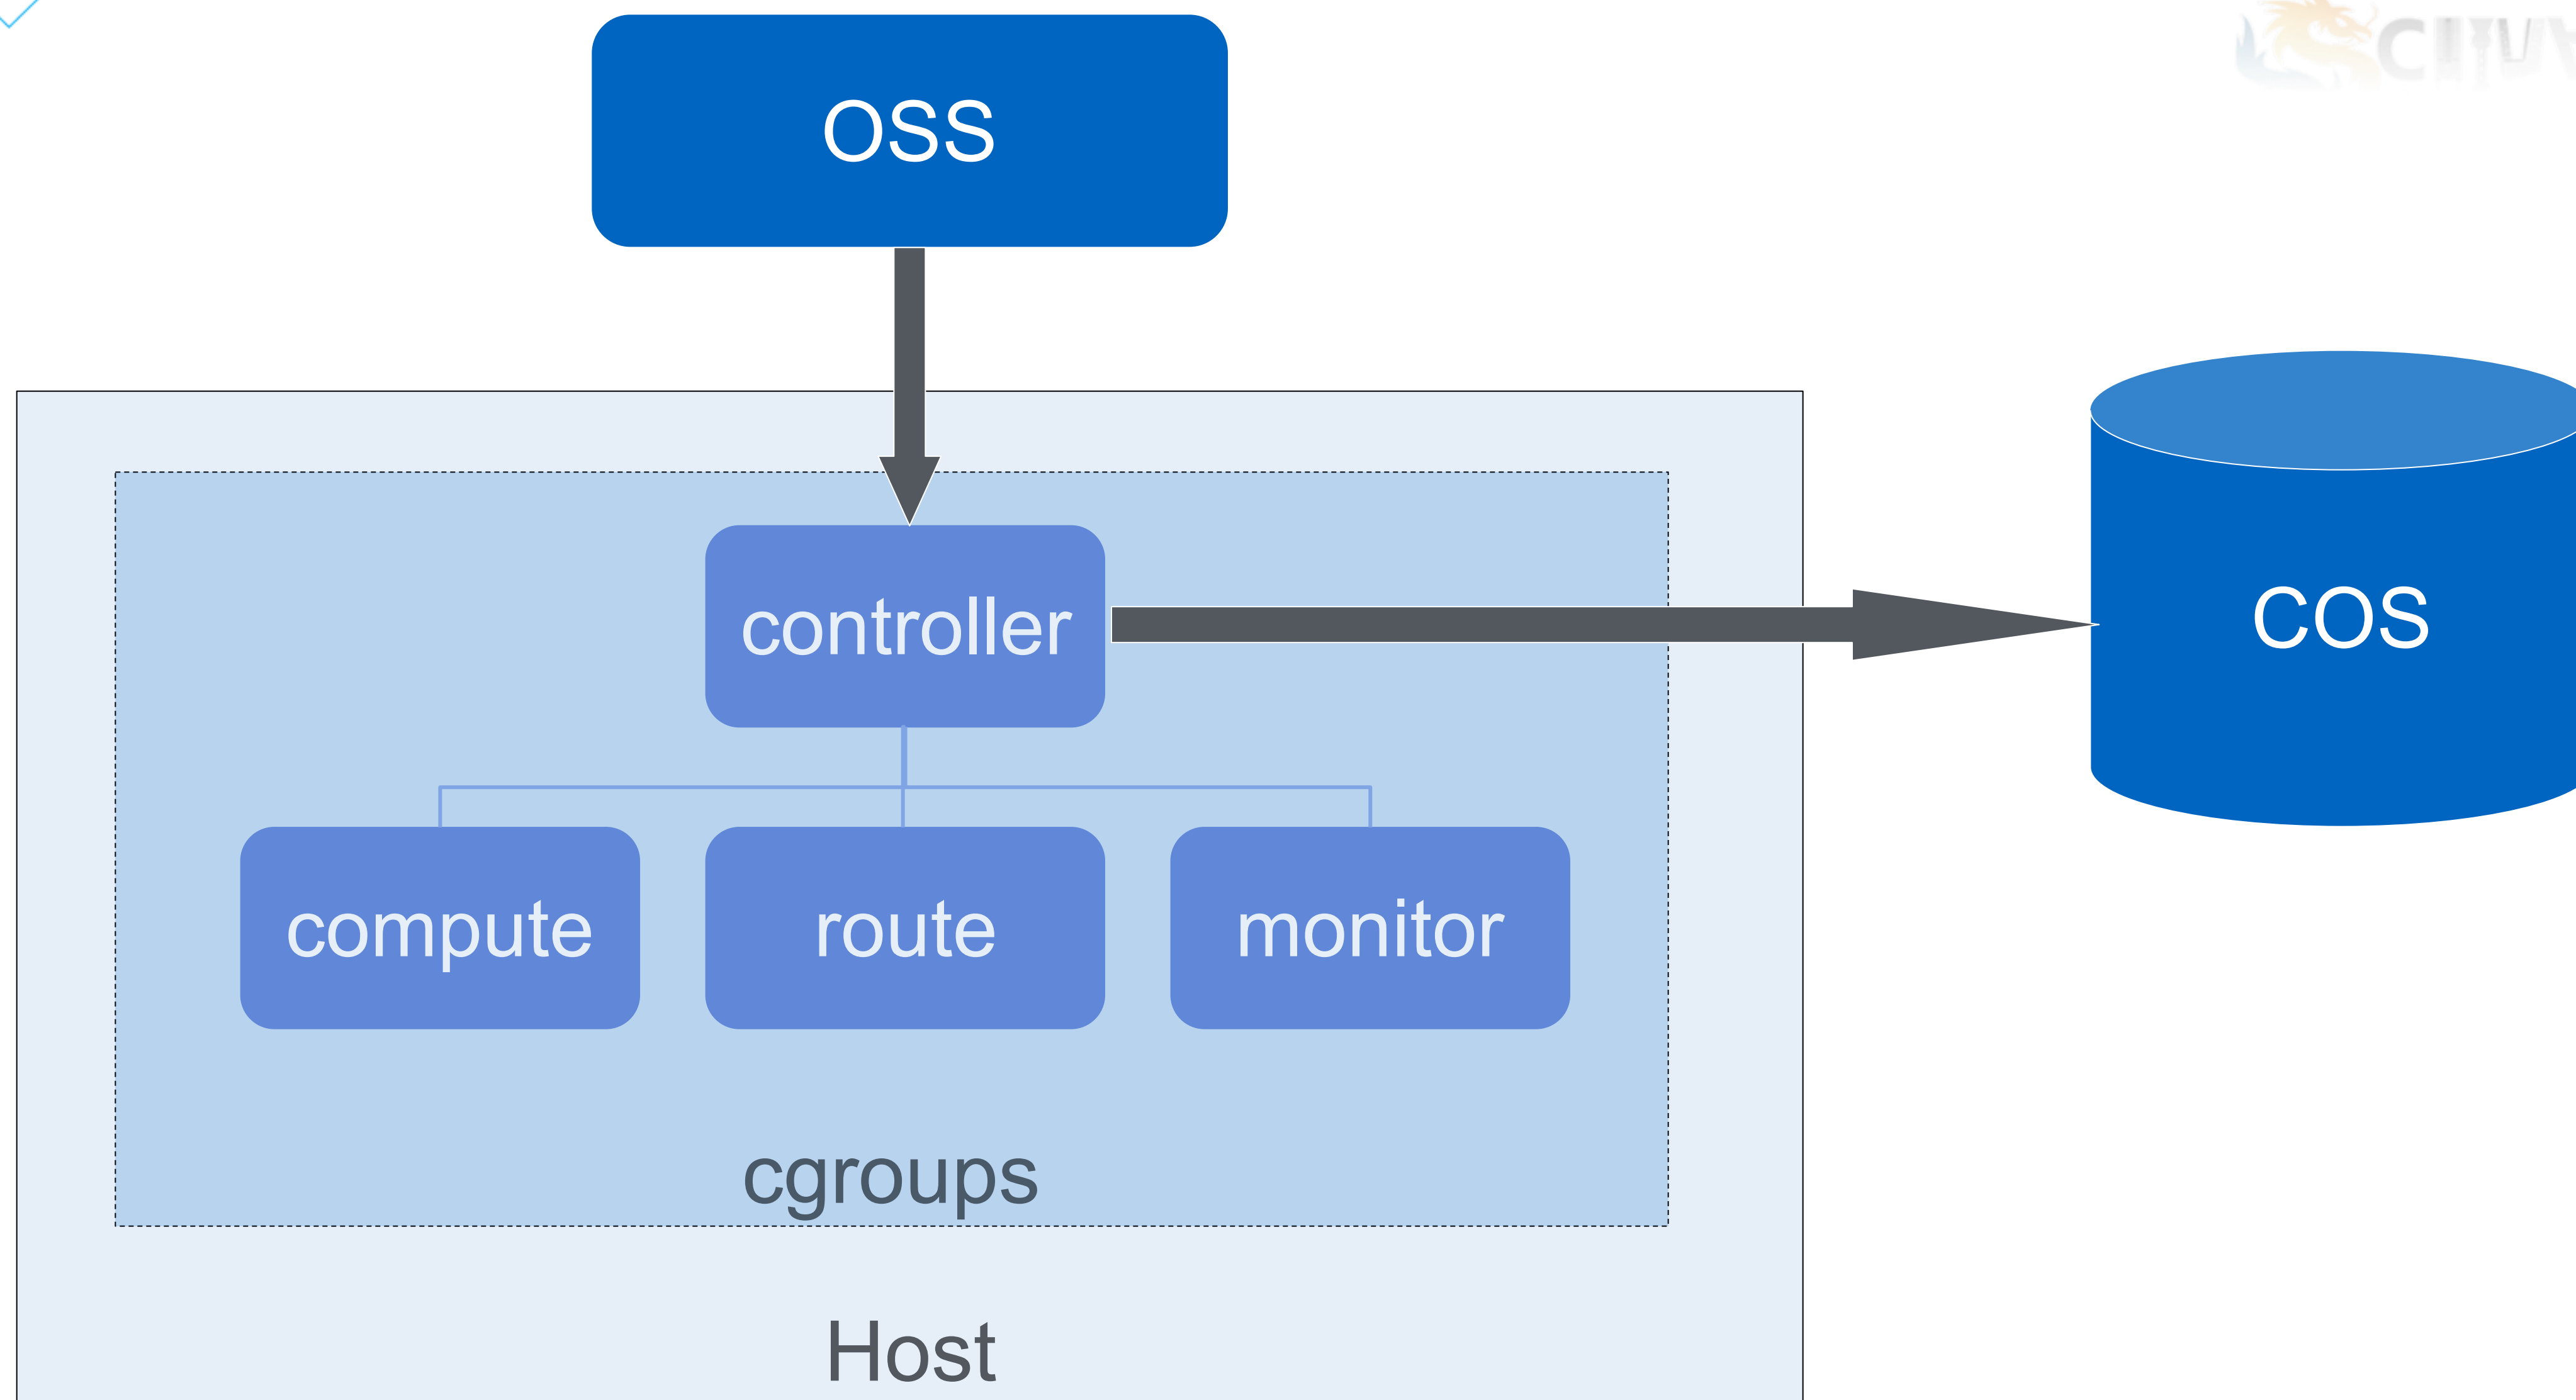 OSS
controller
COS
compute
route
monitor
cgroups
Host